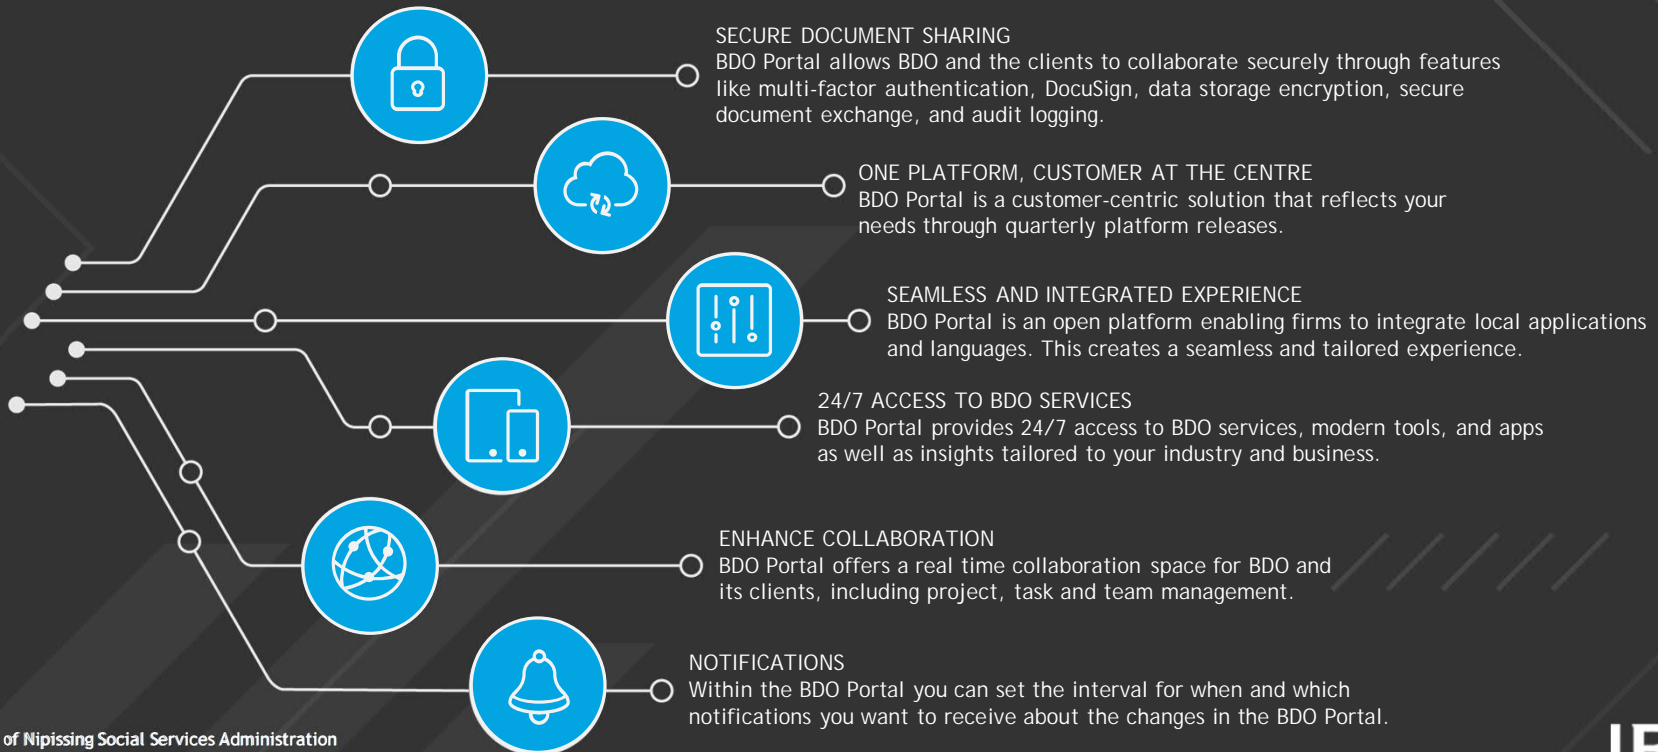 SECURE DOCUMENT SHARING
BDO Portal allows BDO and the clients to collaborate securely through features
like multi-factor authentication, DocuSign, data storage encryption, secure
document exchange, and audit logging.
ONE PLATFORM, CUSTOMER AT THE CENTRE
BDO Portal is a customer-centric solution that reflects your
needs through quarterly platform releases.
SEAMLESS AND INTEGRATED EXPERIENCE
BDO Portal is an open platform enabling firms to integrate local applications
and languages. This creates a seamless and tailored experience.
24/7 ACCESS TO BDO SERVICES
BDO Portal provides 24/7 access to BDO services, modern tools, and apps
as well as insights tailored to your industry and business.
ENHANCE COLLABORATION
BDO Portal offers a real time collaboration space for BDO and
its clients, including project, task and team management.
NOTIFICATIONS
Within the BDO Portal you can set the interval for when and which
notifications you want to receive about the changes in the BDO Portal.
of Nipissing Social Services Administration